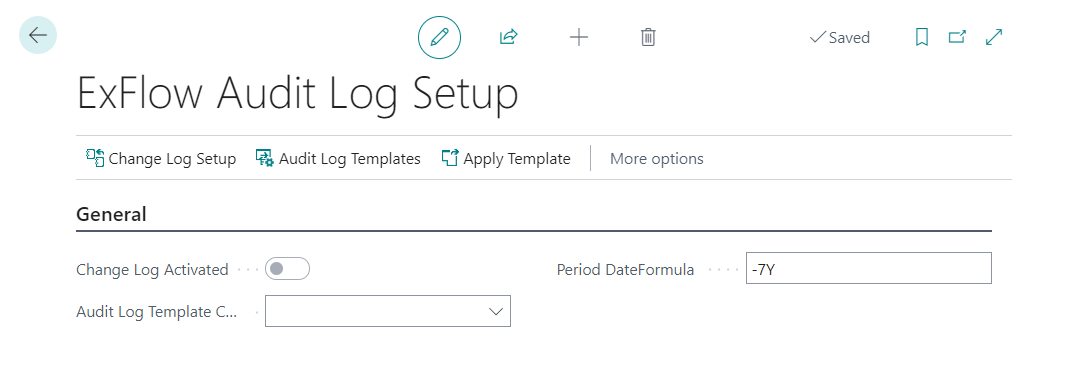 Saved
ExFlow Audit Log Setup
Change Log Setup Audit Log Templates Apply Template More options
General
Change Log Activated Period DateFormula -7Y
Audit Log Template C...